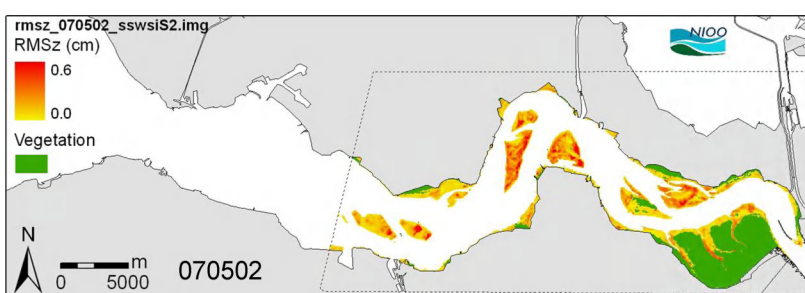 rmsz_070502_sswsiS2.img
RMSz (cm)
0.6
0.0
Vegetation
NIOO
N
m
0 5000
070502